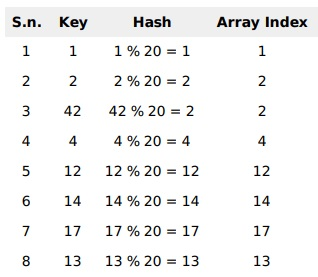 S.n. Key Hash Array Index
1 1 1 % 20 = 1 1
2 2 2 % 20 = 2 2
3 42 42 % 20 = 2 2
4 4 4 % 20 = 4 4
5 12 12 % 20 = 12 12
6 14 14 % 20 = 14 14
7 17 17 % 20 = 17 17
8 13 13 % 20 = 13 13